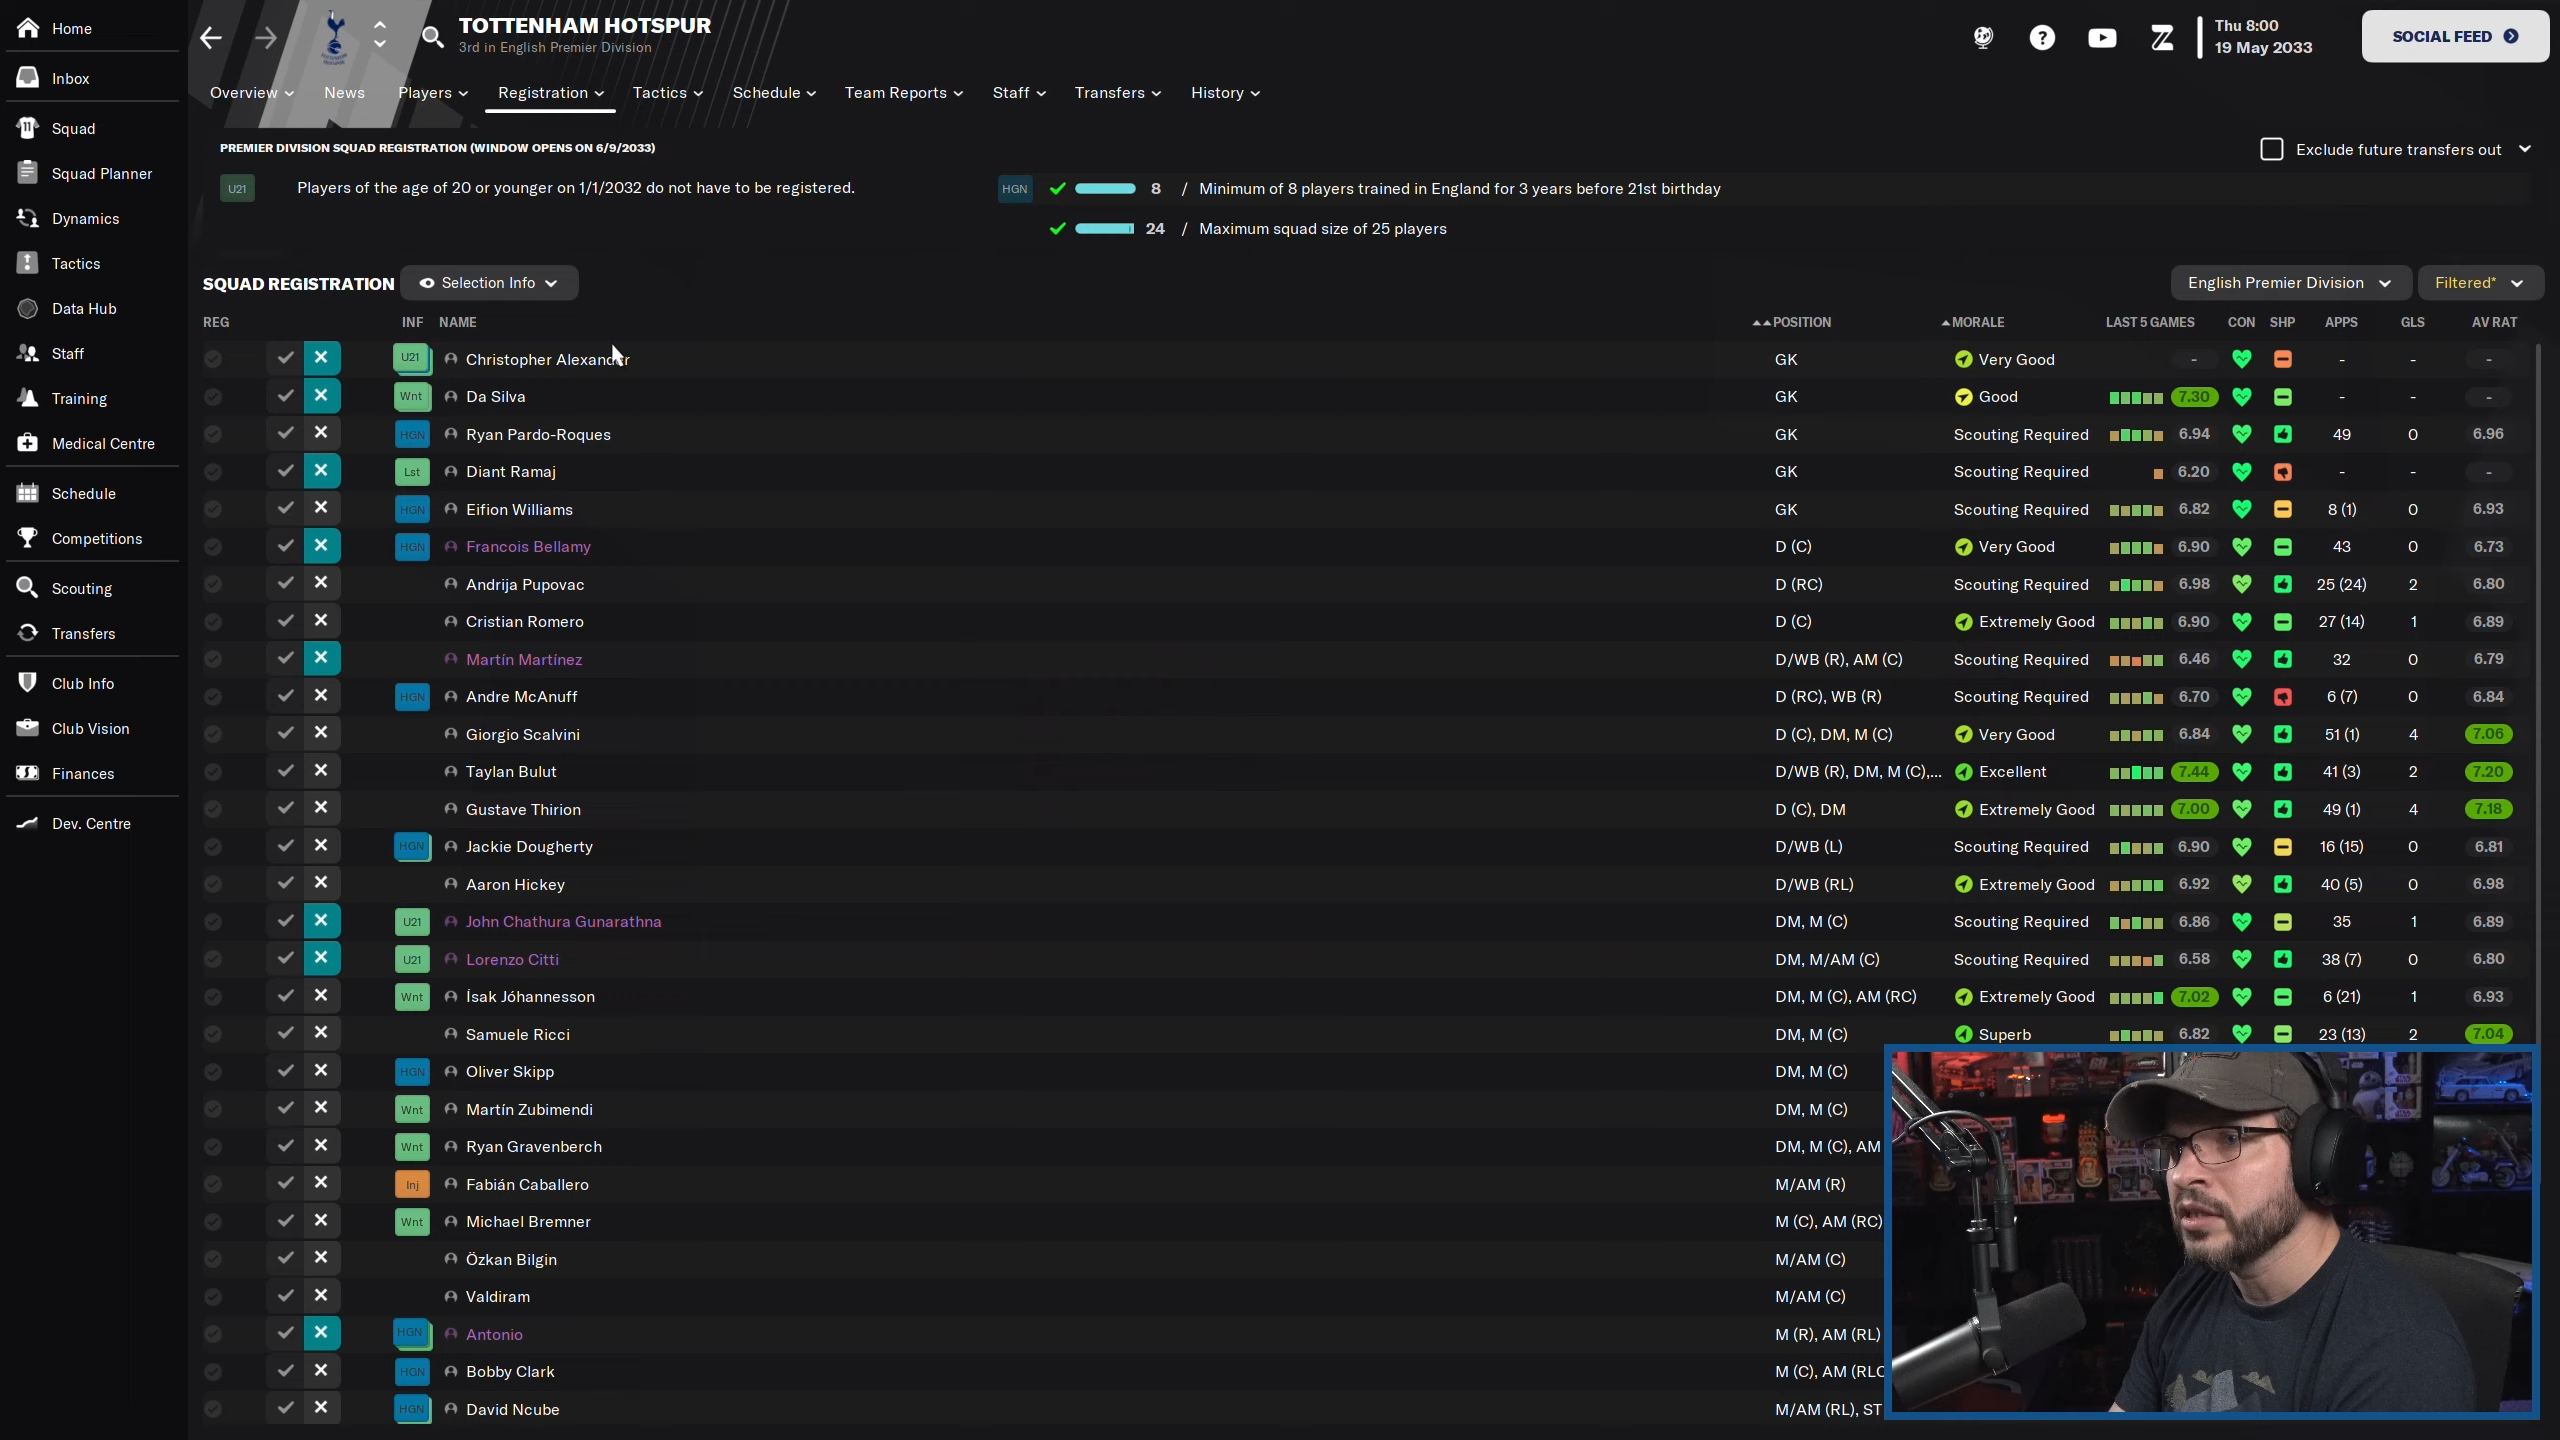 Home
TOTTENHAM HOTSPUR
3rd in English Premier Division
Thu 8:00
19 May 2033
SOCIAL FEED
Inbox
Overview News Players Registration Tactics Schedule Team Reports Staff Transfers History
Squad
Squad Planner
Dynamics
Tactics
Data Hub
Staff
Training
Medical Centre
Schedule
Competitions
Scouting
Transfers
Club Info
Club Vision
Finances
Dev. Centre
PREMIER DIVISION SQUAD REGISTRATION (WINDOW OPENS ON 6/9/2033)
Exclude future transfers out
U21 Players of the age of 20 or younger on 1/1/2032 do not have to be registered.
HGN 8 / Minimum of 8 players trained in England for 3 years before 21st birthday
24 / Maximum squad size of 25 players
SQUAD REGISTRATION Selection Info English Premier Division Filtered*
REG INF NAME POSITION MORALE LAST 5 GAMES CON SHP APPS GLS AV RAT
U21 Christopher Alexander GK Very Good - - - -
Wnt Da Silva GK Good 7.30 - - -
HGN Ryan Pardo-Roques GK Scouting Required 6.94 49 0 6.96
Lst Diant Ramaj GK Scouting Required 6.20 - - -
HGN Eifion Williams GK Scouting Required 6.82 8 (1) 0 6.93
HGN Francois Bellamy D (C) Very Good 6.90 43 0 6.73
Andrija Pupovac D (RC) Scouting Required 6.98 25 (24) 2 6.80
Cristian Romero D (C) Extremely Good 6.90 27 (14) 1 6.89
Martín Martínez D/WB (R), AM (C) Scouting Required 6.46 32 0 6.79
HGN Andre McAnuff D (RC), WB (R) Scouting Required 6.70 6 (7) 0 6.84
Giorgio Scalvini D (C), DM, M (C) Very Good 6.84 51 (1) 4 7.06
Taylan Bulut D/WB (R), DM, M (C),... Excellent 7.44 41 (3) 2 7.20
Gustave Thirion D (C), DM Extremely Good 7.00 49 (1) 4 7.18
HGN Jackie Dougherty D/WB (L) Scouting Required 6.90 16 (15) 0 6.81
Aaron Hickey D/WB (RL) Extremely Good 6.92 40 (5) 0 6.98
U21 John Chathura Gunarathna DM, M (C) Scouting Required 6.86 35 1 6.89
U21 Lorenzo Citti DM, M/AM (C) Scouting Required 6.58 38 (7) 0 6.80
Wnt Ísak Jóhannesson DM, M (C), AM (RC) Extremely Good 7.02 6 (21) 1 6.93
Samuele Ricci DM, M (C) Superb 6.82 23 (13) 2 7.04
HGN Oliver Skipp DM, M (C)
Wnt Martín Zubimendi DM, M (C)
Wnt Ryan Gravenberch DM, M (C), AM
Inj Fabián Caballero M/AM (R)
Wnt Michael Bremner M (C), AM (RC)
Özkan Bilgin M/AM (C)
Valdiram M/AM (C)
HGN Antonio M (R), AM (RL)
HGN Bobby Clark M (C), AM (RLC
HGN David Ncube M/AM (RL), ST